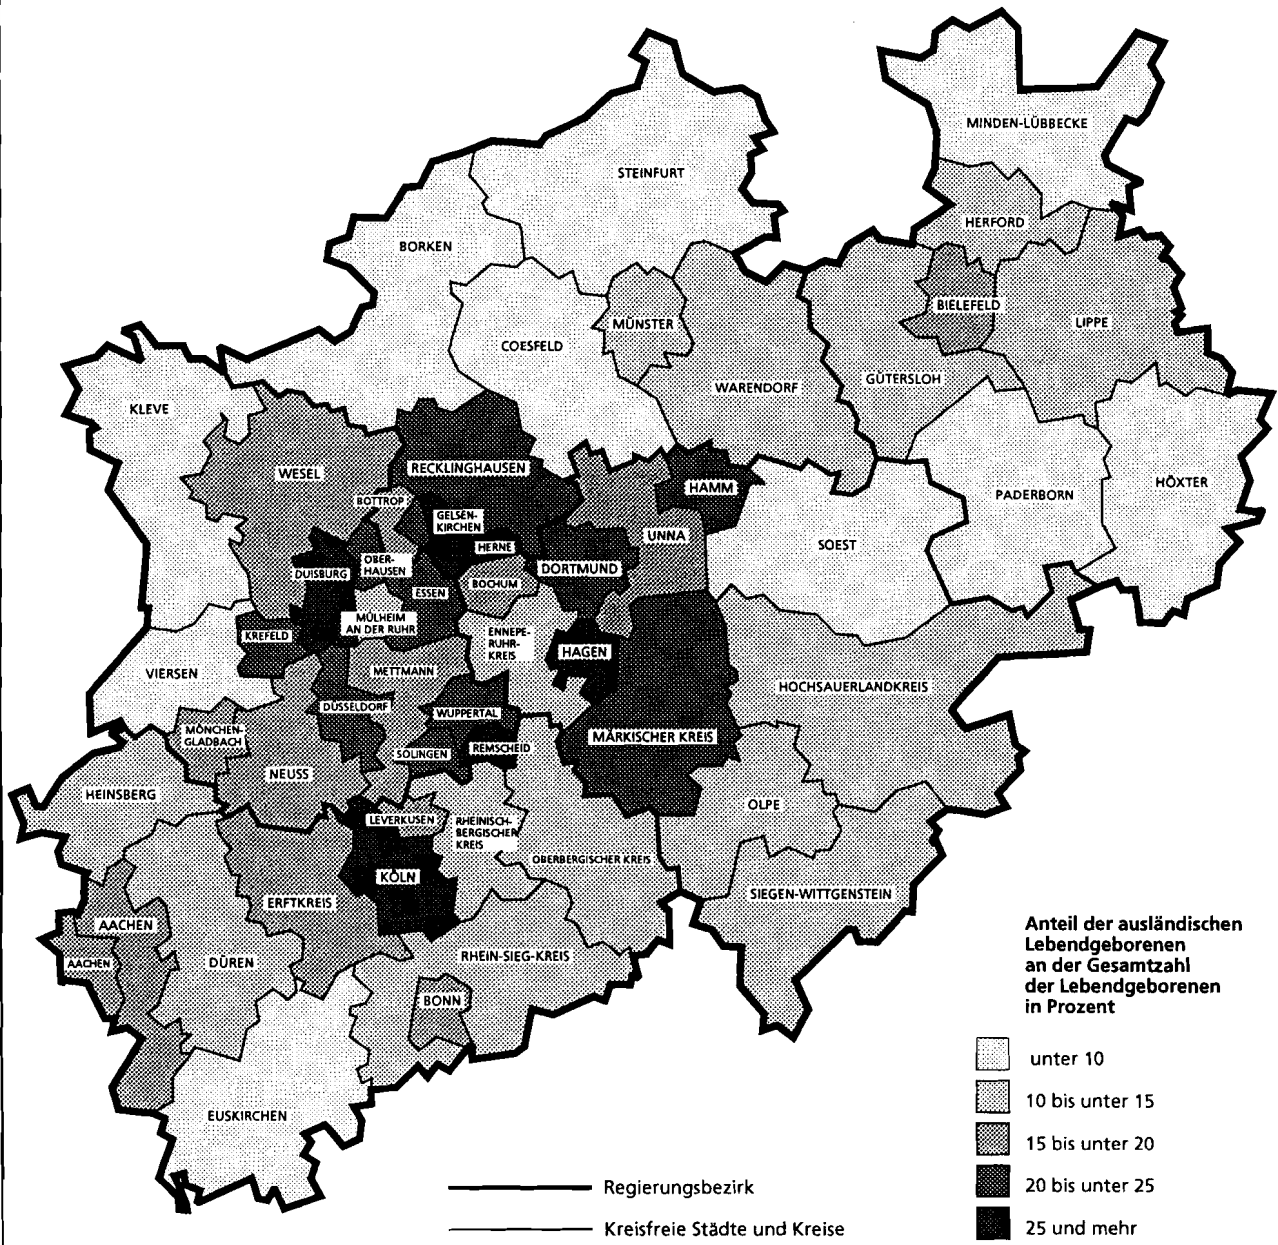 MINDEN-LÜBBECKE
STEINFURT
HERFORD
BORKEN
BIELEFELD
MÜNSTER
LIPPE
COESFELD
GÜTERSLOH
WARENDORF
KLEVE
RECKLINGHAUSEN
WESEL
HÖXTER
HAMM
PADERBORN
BOTTROP
GELSEN-
KIRCHEN
UNNA
SOEST
HERNE
OBER-
HAUSEN
DORTMUND
DUISBURG
BOCHUM
ESSEN
MÜLHEIM
AN DER RUHR
KREFELD
ENNEPE-
RUHR-
KREIS
HAGEN
VIERSEN
METTMANN
HOCHSAUERLANDKREIS
DÜSSELDORF
WUPPERTAL
MÖNCHEN-
GLADBACH
MÄRKISCHER KREIS
REMSCHEID
SOLINGEN
NEUSS
HEINSBERG
OLPE
LEVERKUSEN
RHEINISCH-
BERGISCHER
KREIS
OBERBERGISCHER KREIS
KÖLN
SIEGEN-WITTGENSTEIN
ERFTKREIS
AACHEN
AACHEN
DÜREN
RHEIN-SIEG-KREIS
BONN
EUSKIRCHEN
Anteil der ausländischen
Lebendgeborenen
an der Gesamtzahl
der Lebendgeborenen
in Prozent
unter 10
10 bis unter 15
15 bis unter 20
20 bis unter 25
25 und mehr
Regierungsbezirk
Kreisfreie Städte und Kreise